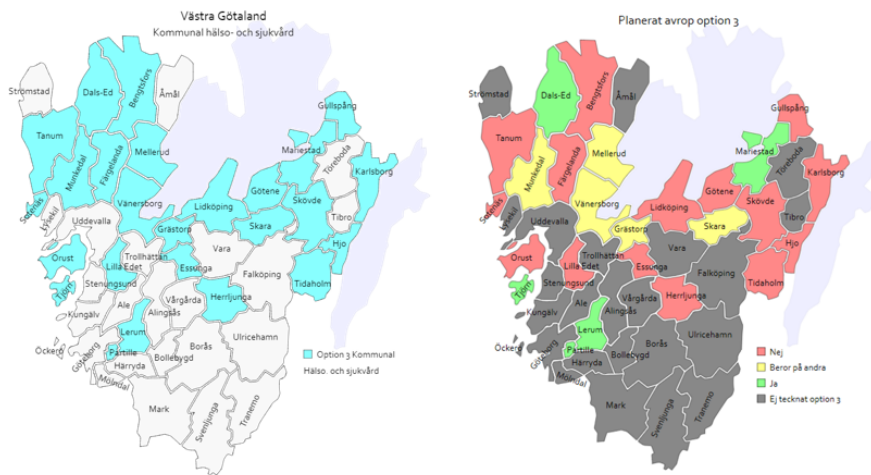 Västra Götaland
Kommunal hälso- och sjukvård
Strömstad
Dals-Ed
Bengtsfors
Åmål
Gullspång
Tanum
Munkedal
Färgelanda
Mellerud
Mariestad
Töreboda
Karlsborg
Sotenäs
Lysekil
Uddevalla
Vänersborg
Lidköping
Götene
Skövde
Tibro
Grästorp
Skara
Hjo
Orust
Trollhättan
Vara
Lilla Edet
Essunga
Falköping
Tidaholm
Tjörn
Stenungsund
Ale
Vårgårda
Herrljunga
Kungälv
Alingsås
Lerum
Ulricehamn
Öckerö
Göteborg
Partille
Bollebygd
Borås
Härryda
Mölndal
Mark
Svenljunga
Tranemo
Option 3 Kommunal
Hälso. och sjukvård
Planerat avrop option 3
Strömstad
Dals-Ed
Bengtsfors
Åmål
Gullspång
Tanum
Munkedal
Färgelanda
Mellerud
Mariestad
Töreboda
Karlsborg
Sotenäs
Lysekil
Uddevalla
Vänersborg
Lidköping
Götene
Skövde
Tibro
Grästorp
Skara
Hjo
Orust
Trollhättan
Vara
Lilla Edet
Essunga
Falköping
Tidaholm
Tjörn
Stenungsund
Ale
Vårgårda
Herrljunga
Kungälv
Alingsås
Lerum
Ulricehamn
Öckerö
Göteborg
Partille
Bollebygd
Borås
Härryda
Mölndal
Mark
Svenljunga
Tranemo
Nej
Beror på andra
Ja
Ej tecknat option 3